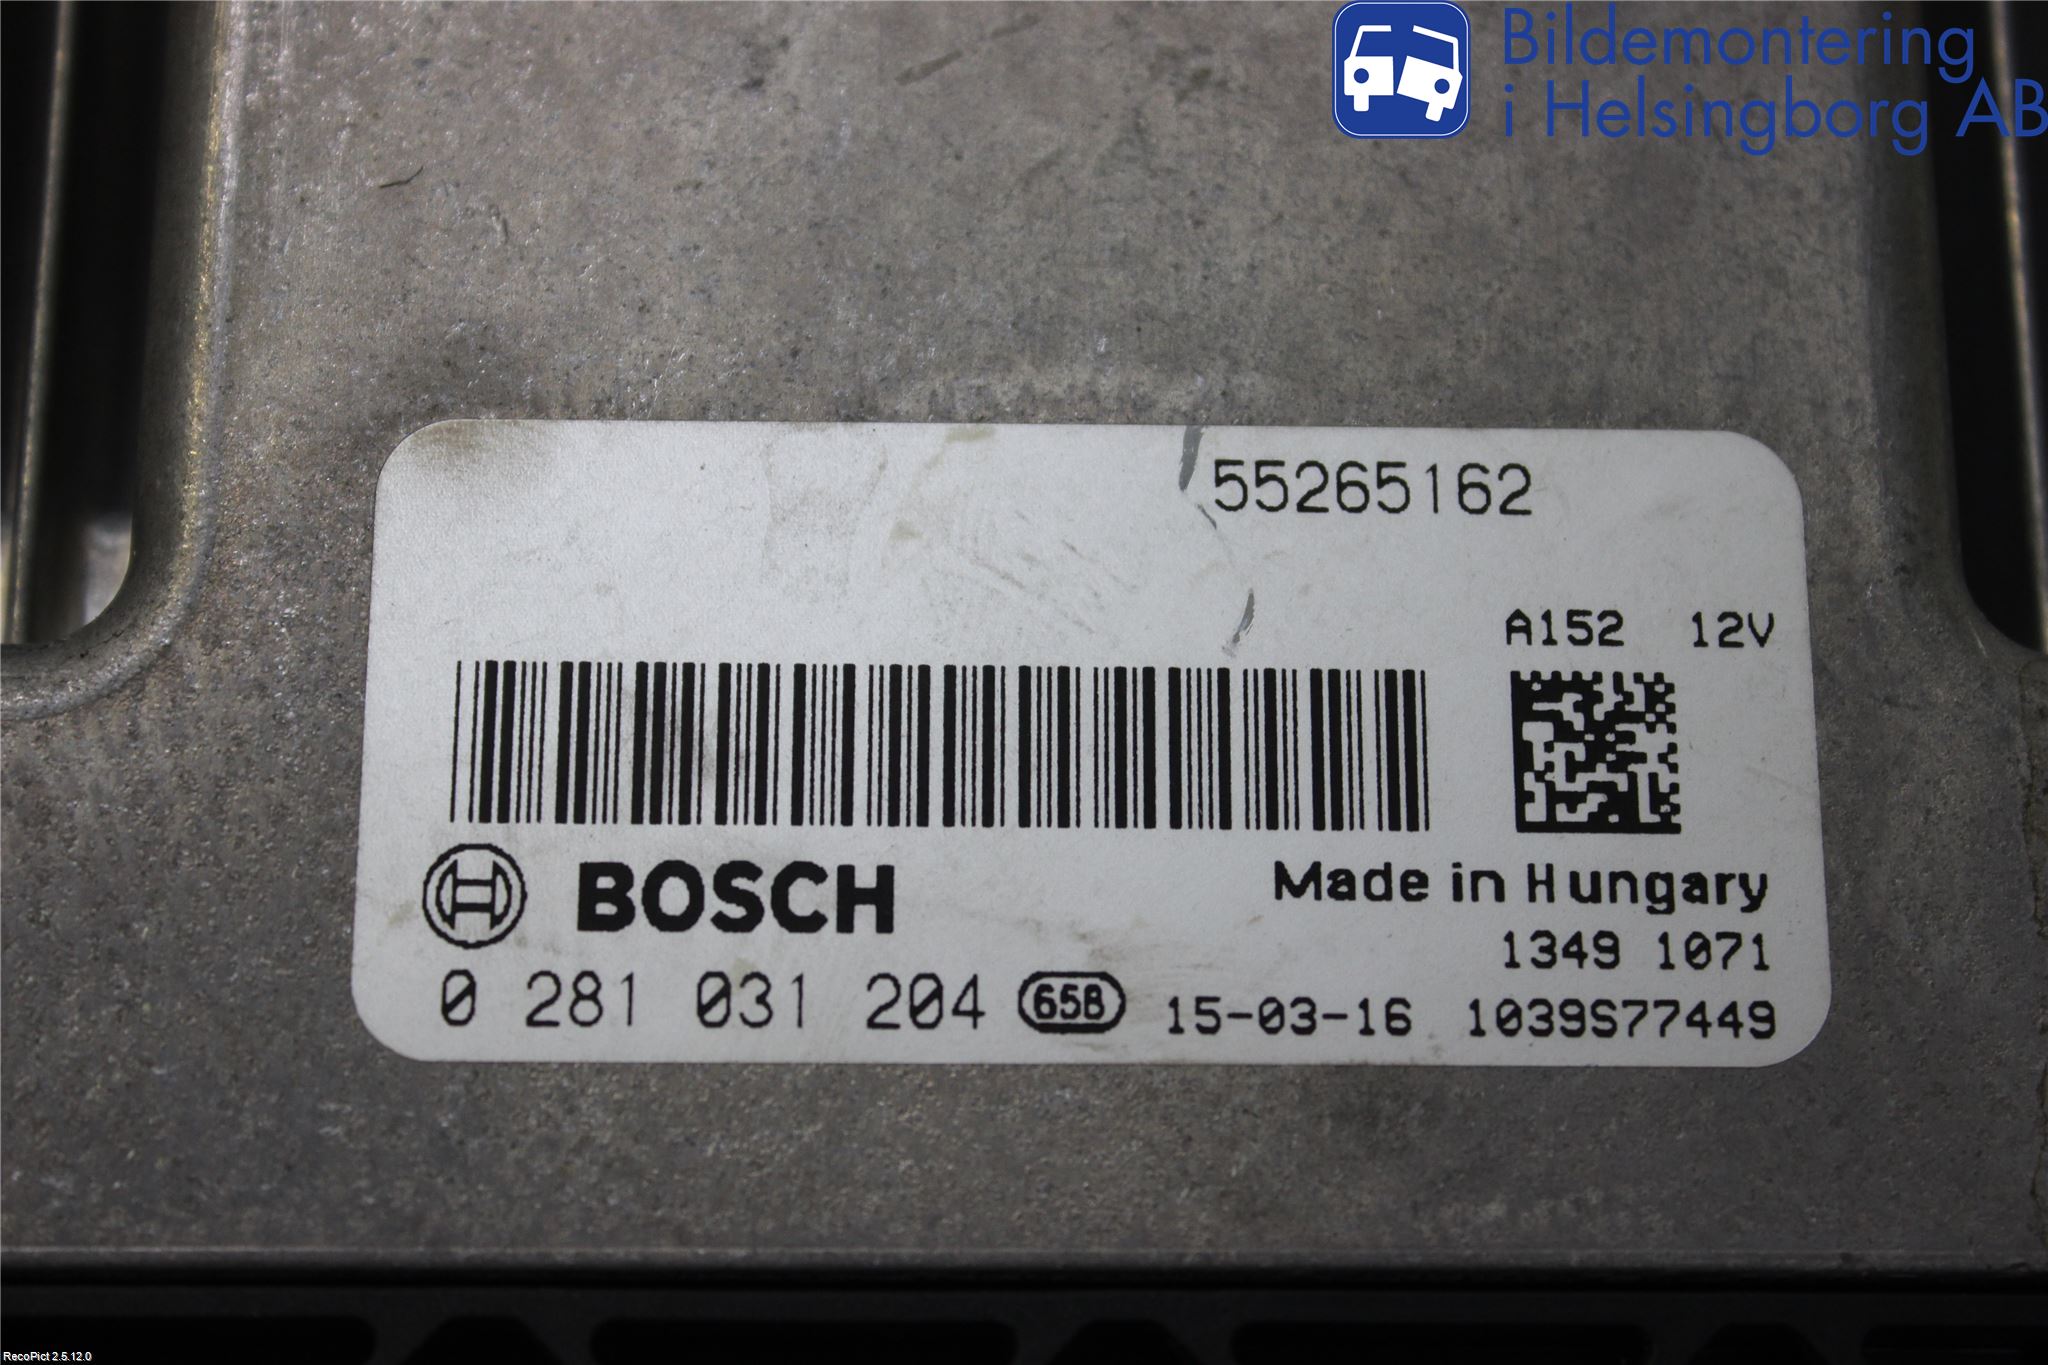 Bildemontering
i Helsingborg AB
55265162
A152 12V
BOSCH
Made in Hungary
1349 1071
0 281 031 204 65B 15-03-16 1039S77449
RecoPict 2.5.12.0